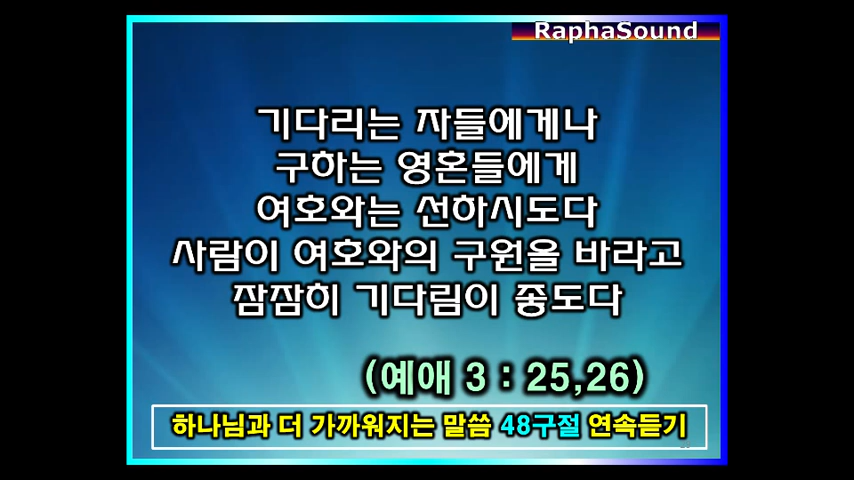 RaphaSound
기다리는 자들에게나
구하는 영혼들에게
여호와는 선하시도다
사람이 여호와의 구원을 바라고
잠잠히 기다림이 좋도다
(예애 3 : 25,26)
하나님과 더 가까워지는 말씀 48구절 연속듣기